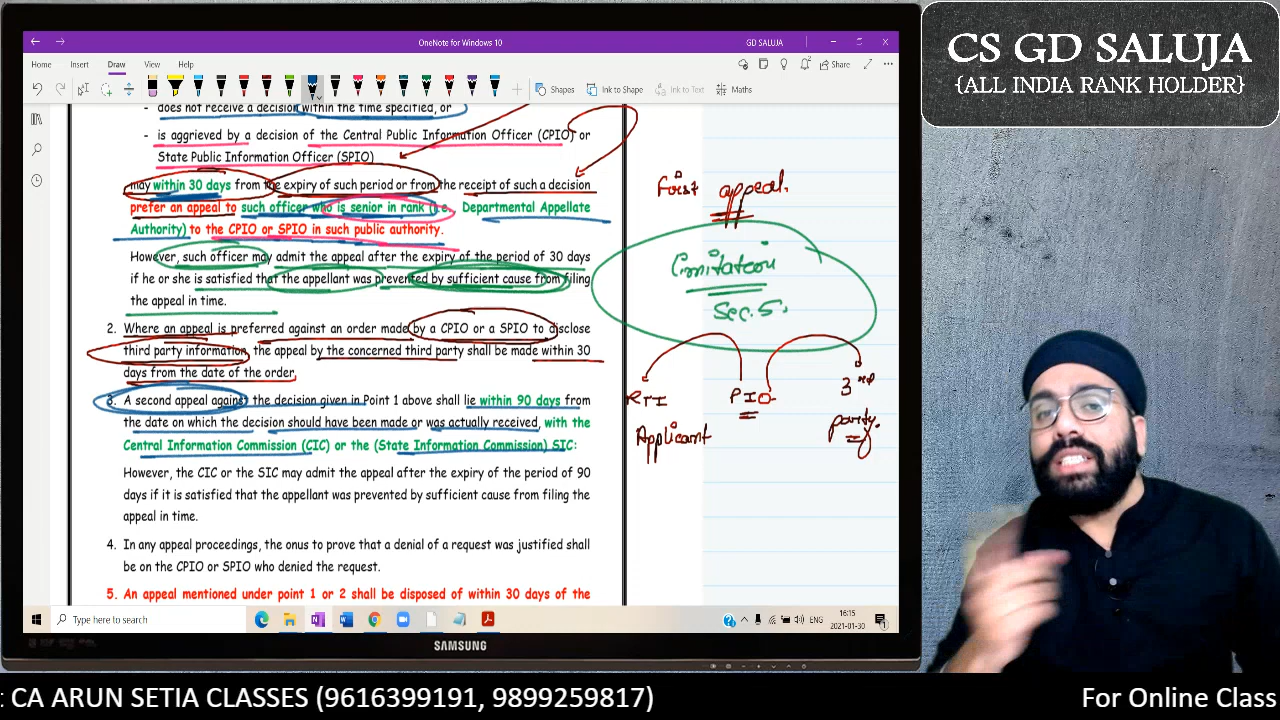 CS GD SALUJA
{ALL INDIA RANK HOLDER}
OneNote for Windows 10
GD SALUJA
Home Insert Draw View Help
Share
Shapes Ink to Shape Ink to Text Maths
- does not receive a decision within the time specified, or
- is aggrieved by a decision of the Central Public Information Officer (CPIO) or
State Public Information Officer (SPIO)
may within 30 days from the expiry of such period or from the receipt of such a decision
prefer an appeal to such officer who is senior in rank (i.e. Departmental Appellate
Authority) to the CPIO or SPIO in such public authority.
However, such officer may admit the appeal after the expiry of the period of 30 days
if he or she is satisfied that the appellant was prevented by sufficient cause from filing
the appeal in time.
2. Where an appeal is preferred against an order made by a CPIO or a SPIO to disclose
third party information, the appeal by the concerned third party shall be made within 30
days from the date of the order.
3. A second appeal against the decision given in Point 1 above shall lie within 90 days from
the date on which the decision should have been made or was actually received, with the
Central Information Commission (CIC) or the (State Information Commission) SIC:
However, the CIC or the SIC may admit the appeal after the expiry of the period of 90
days if it is satisfied that the appellant was prevented by sufficient cause from filing the
appeal in time.
4. In any appeal proceedings, the onus to prove that a denial of a request was justified shall
be on the CPIO or SPIO who denied the request.
5. An appeal mentioned under point 1 or 2 shall be disposed of within 30 days of the
First appeal.
Limitation
Sec. 5.
RTI PIO 3rd
Applicant party.
Type here to search
ENG
16:15
2021-01-30
SAMSUNG
: CA ARUN SETIA CLASSES (9616399191, 9899259817) For Online Class